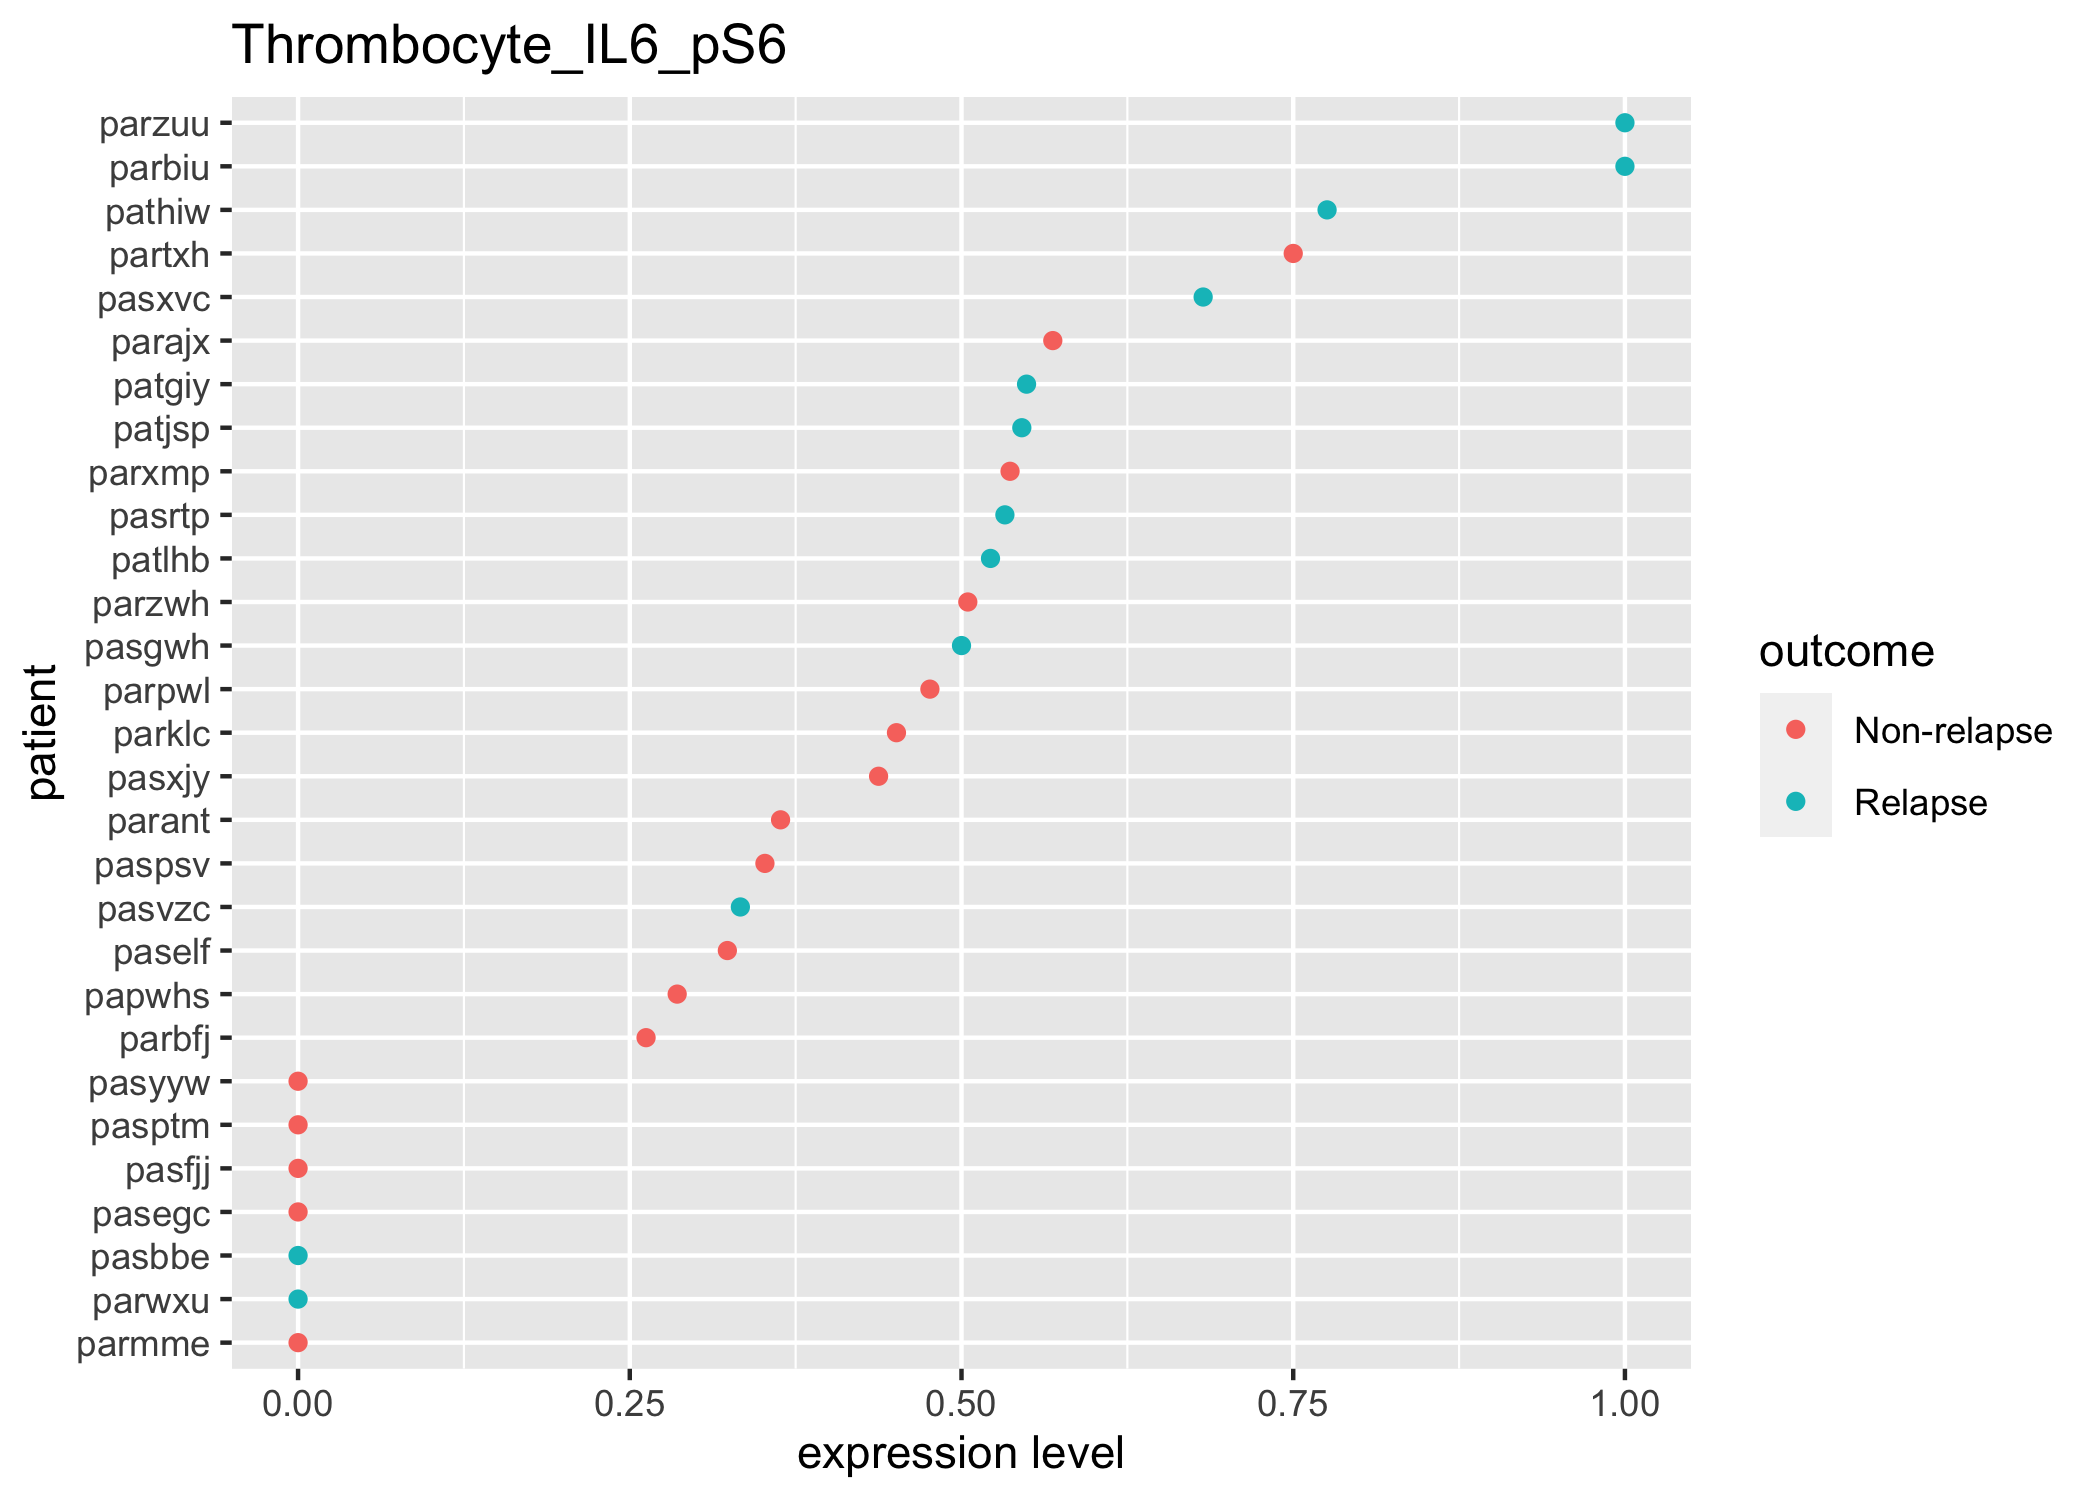 Thrombocyte_IL6_pS6
parzuu
parbiu
pathiw
partxh
pasxvc
parajx
patgiy
patjsp
parxmp
pasrtp
patlhb
parzwh
pasgwh
parpwl
parklc
pasxjy
parant
paspsv
pasvzc
paself
papwhs
parbfj
pasyyw
pasptm
pasfjj
pasegc
pasbbe
parwxu
parmme
patient
0.00 0.25 0.50 0.75 1.00
expression level
outcome
Non-relapse
Relapse